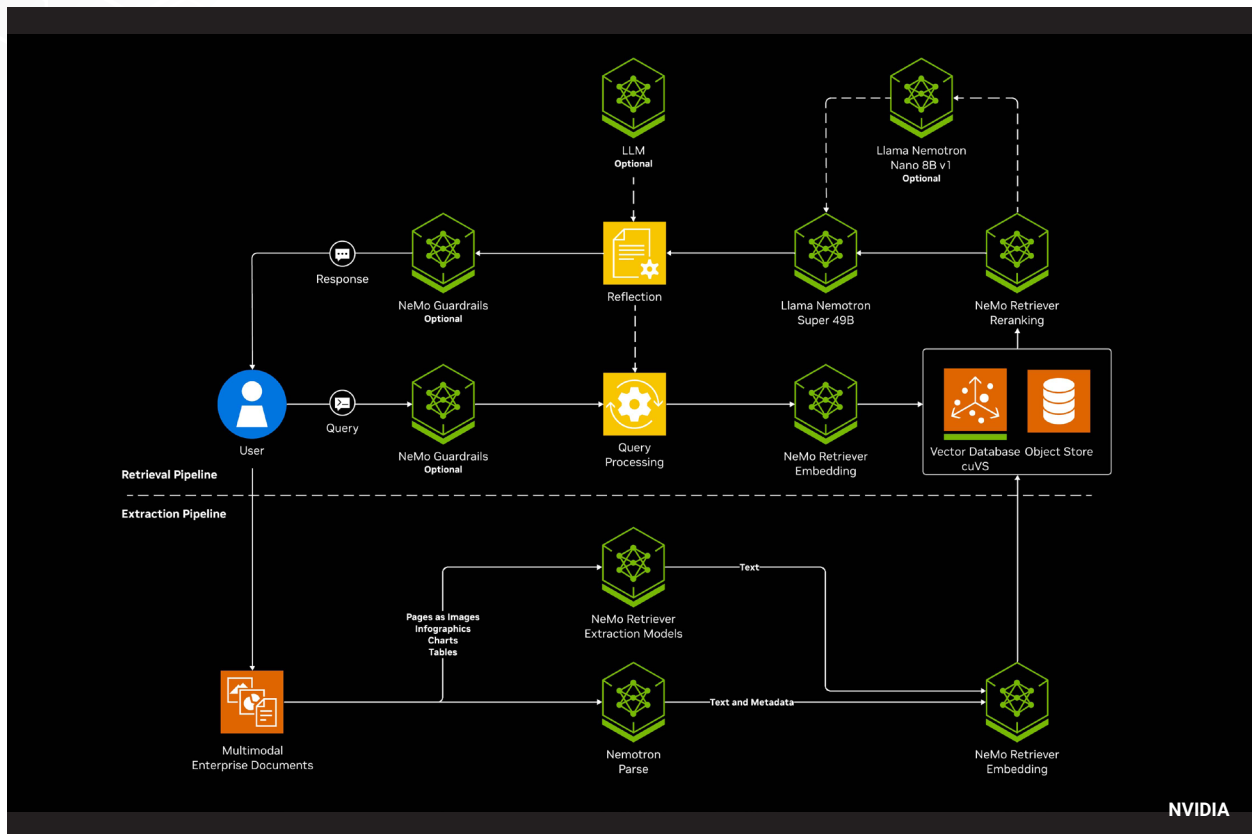 LLM
Optional
Llama Nemotron
Nano 8B v1
Optional
Response
NeMo Guardrails
Optional
Reflection
Llama Nemotron
Super 49B
NeMo Retriever
Reranking
User
Query
NeMo Guardrails
Optional
Query
Processing
NeMo Retriever
Embedding
Vector Database
cuVS
Object Store
Retrieval Pipeline
Extraction Pipeline
Pages as Images
Infographics
Charts
Tables
NeMo Retriever
Extraction Models
Text
Multimodal
Enterprise Documents
Nemotron
Parse
Text and Metadata
NeMo Retriever
Embedding
NVIDIA